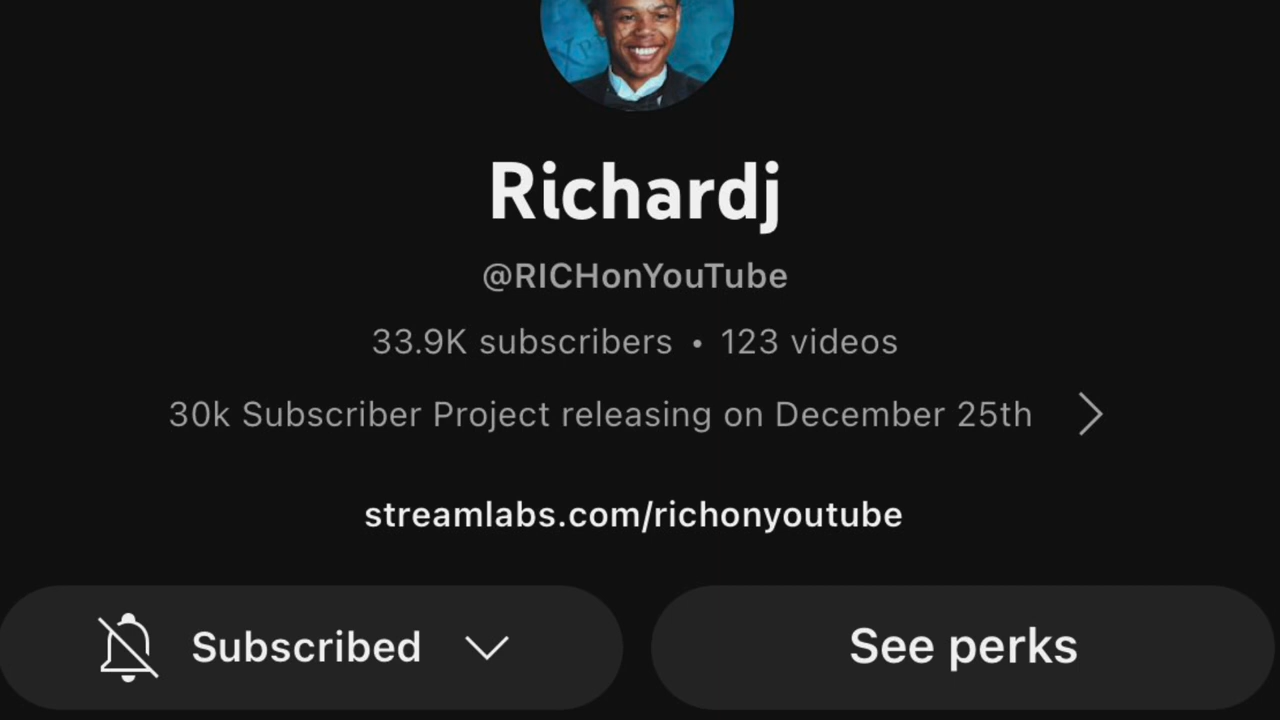 Richardj
@RICHonYouTube
33.9K subscribers • 123 videos
30k Subscriber Project releasing on December 25th
streamlabs.com/richonyoutube
Subscribed
See perks